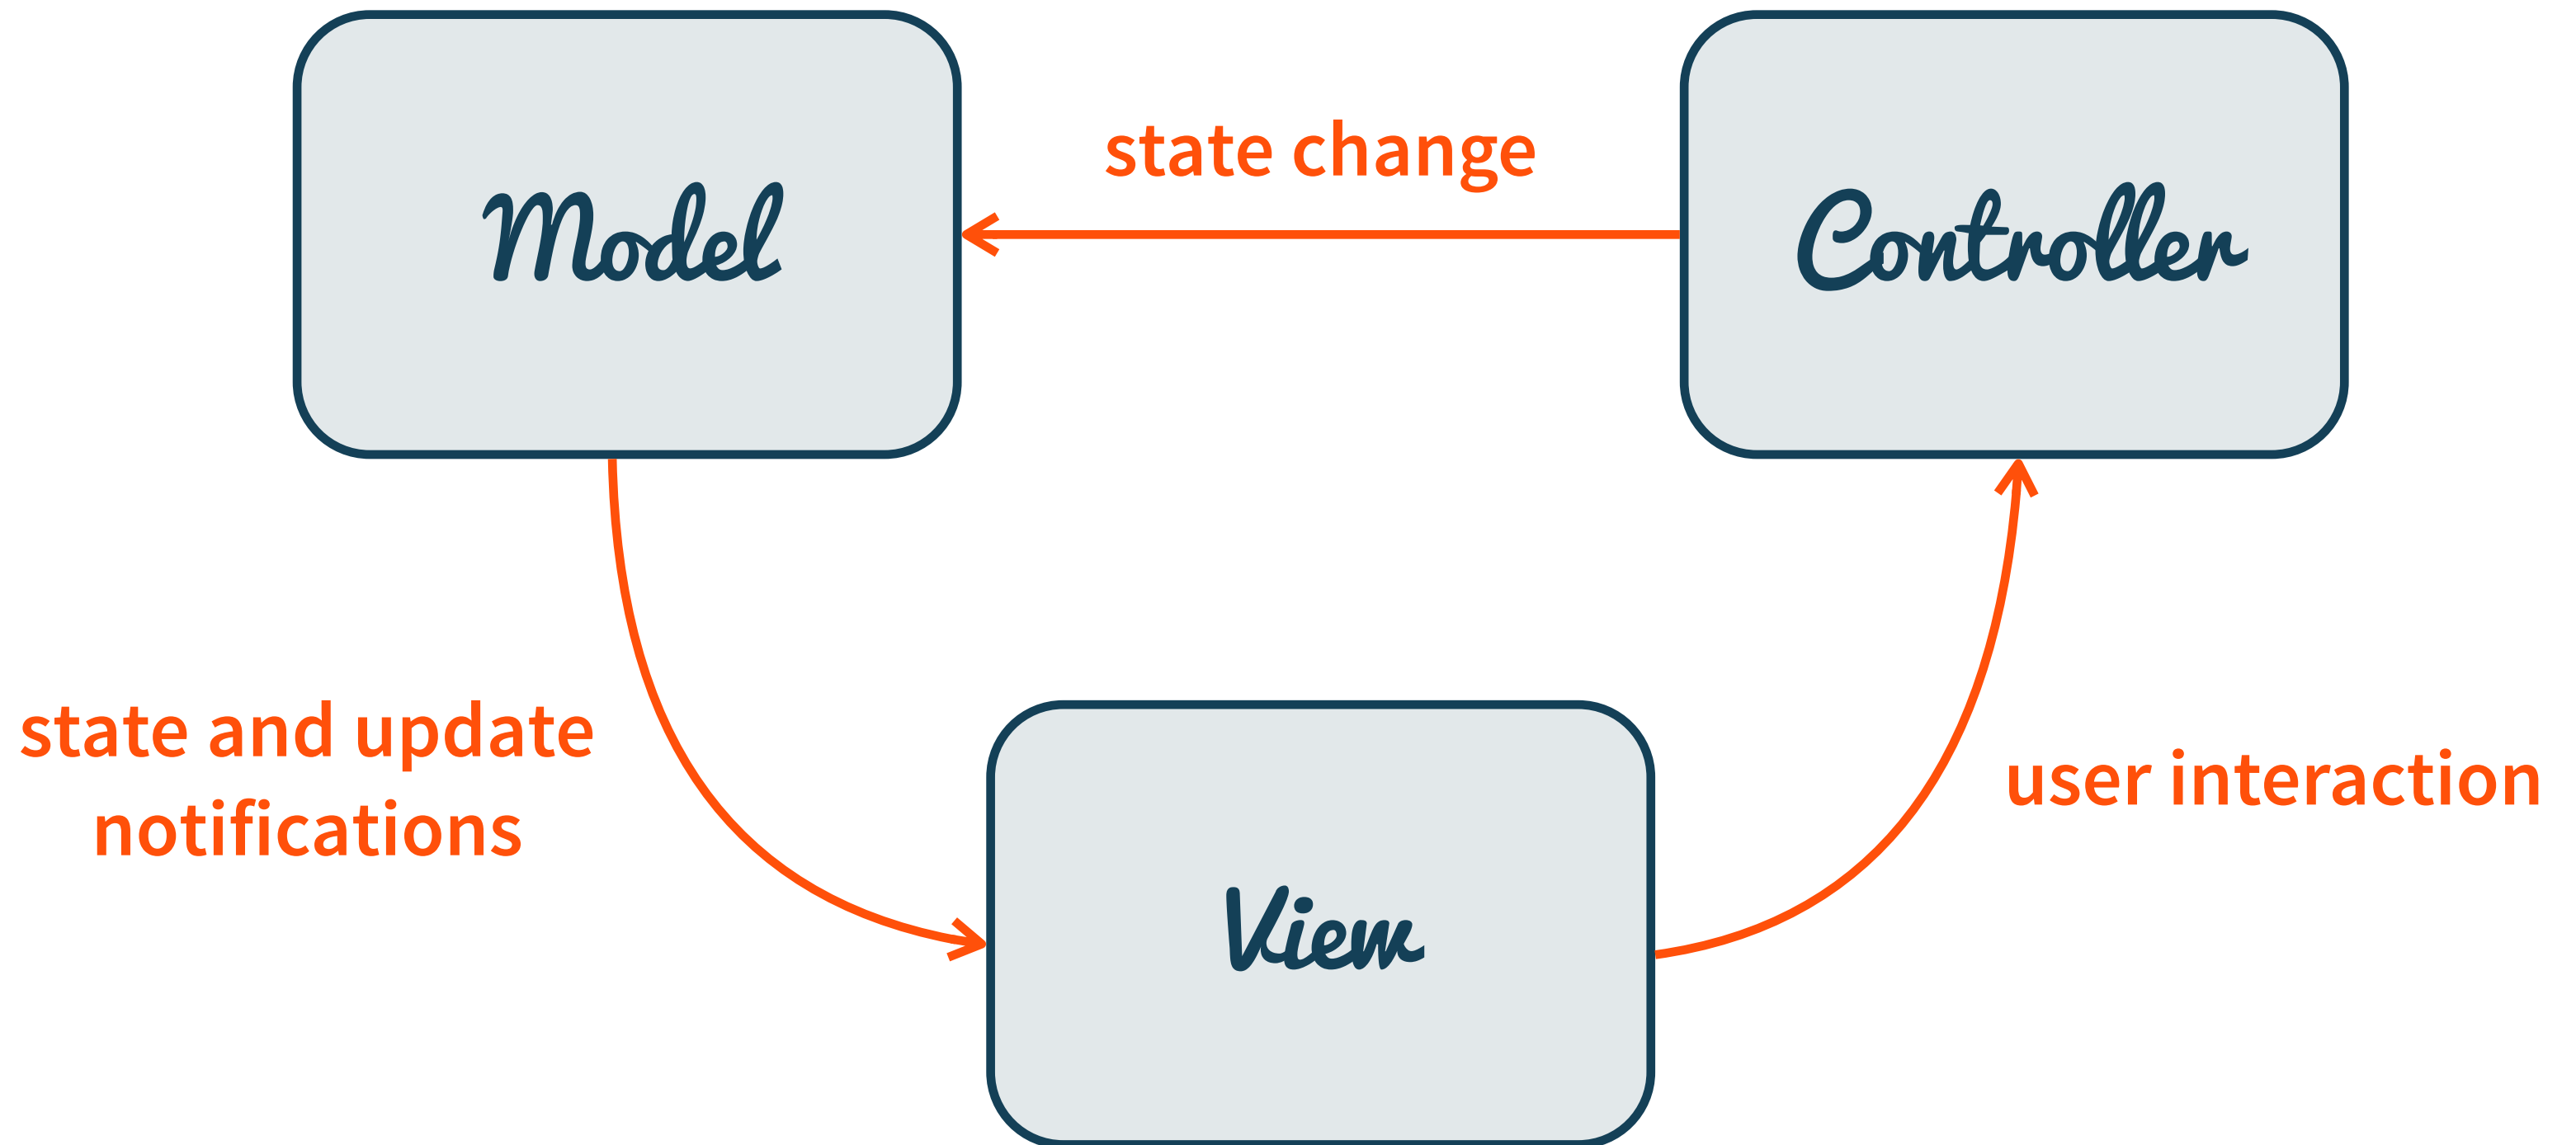 state change
Model
Controller
state and update
notifications
user interaction
View